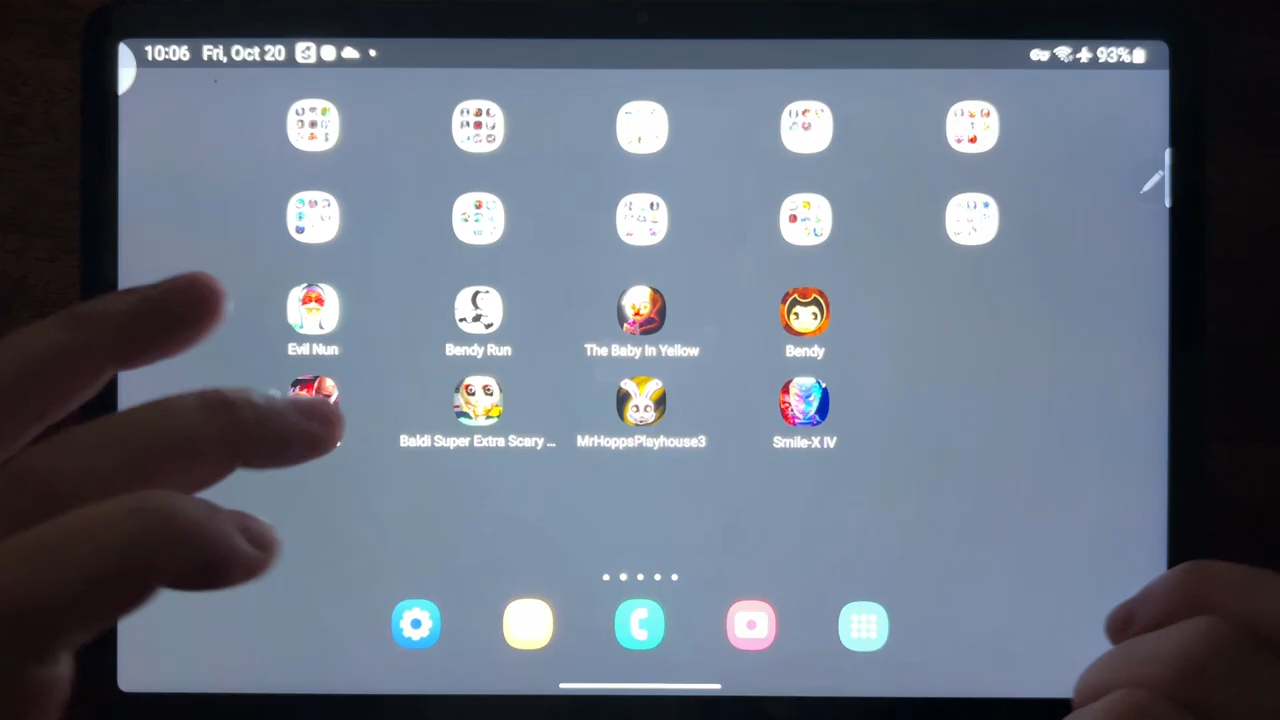 10:06 Fri, Oct 20
93%
Evil Nun
Bendy Run
The Baby In Yellow
Bendy
Baldi Super Extra Scary ...
MrHoppsPlayhouse3
Smile-X IV